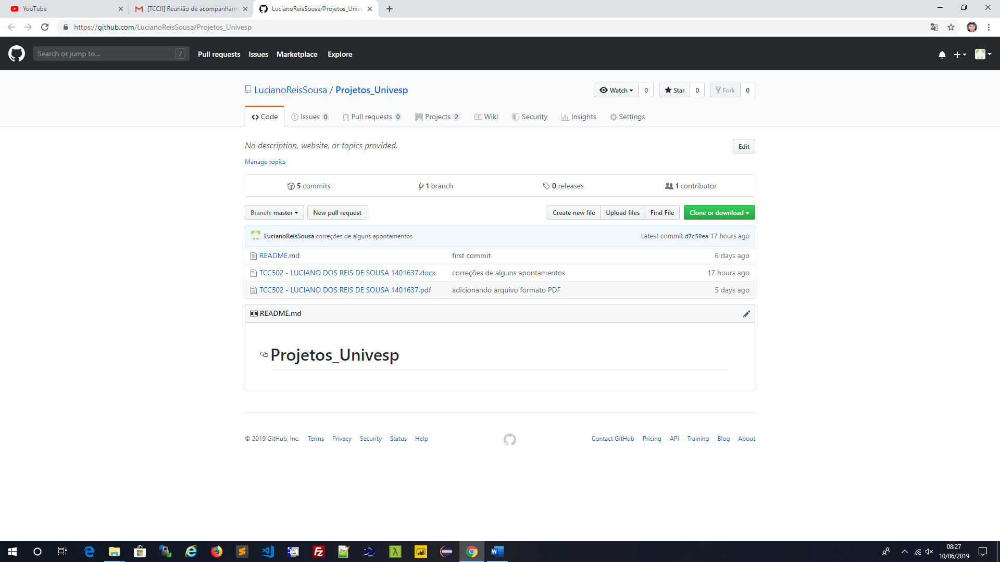 YouTube
[TCCII] Reunião de acompanham
LucianoReisSousa/Projetos_Unive
https://github.com/LucianoReisSousa/Projetos_Univesp
Search or jump to...
/
Pull requests Issues Marketplace Explore
LucianoReisSousa / Projetos_Univesp
Watch 0 Star 0 Fork 0
Code Issues 0 Pull requests 0 Projects 2 Wiki Security Insights Settings
No description, website, or topics provided.
Edit
Manage topics
5 commits 1 branch 0 releases 1 contributor
Branch: master New pull request Create new file Upload files Find File Clone or download
LucianoReisSousa correções de alguns apontamentos Latest commit d7c50ea 17 hours ago
README.md first commit 6 days ago
TCC502 - LUCIANO DOS REIS DE SOUSA 1401637.docx correções de alguns apontamentos 17 hours ago
TCC502 - LUCIANO DOS REIS DE SOUSA 1401637.pdf adicionando arquivo formato PDF 5 days ago
README.md
Projetos_Univesp
© 2019 GitHub, Inc. Terms Privacy Security Status Help Contact GitHub Pricing API Training Blog About
08:27
10/06/2019